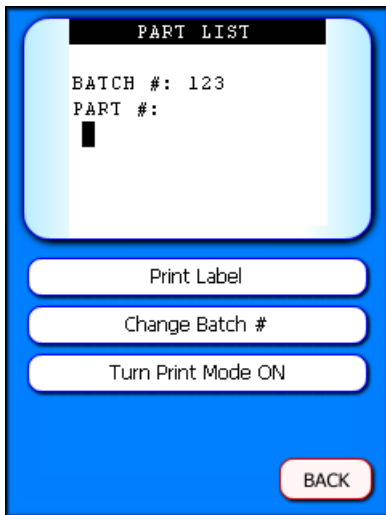 PART LIST
BATCH #: 123
PART #:
Print Label
Change Batch #
Turn Print Mode ON
BACK